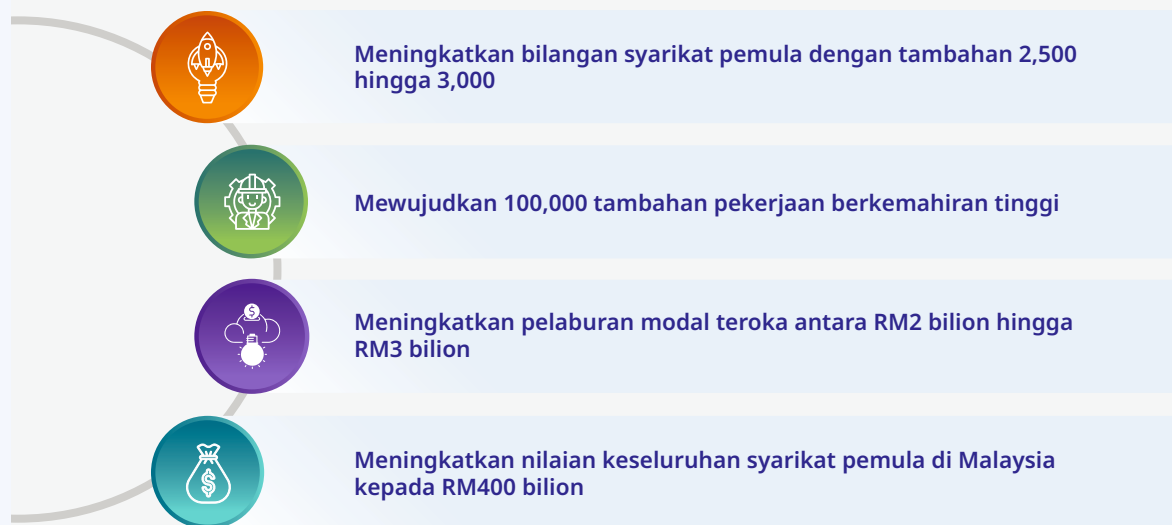 Meningkatkan bilangan syarikat pemula dengan tambahan 2,500
hingga 3,000
Mewujudkan 100,000 tambahan pekerjaan berkemahiran tinggi
Meningkatkan pelaburan modal teroka antara RM2 bilion hingga
RM3 bilion
Meningkatkan nilaian keseluruhan syarikat pemula di Malaysia
kepada RM400 bilion